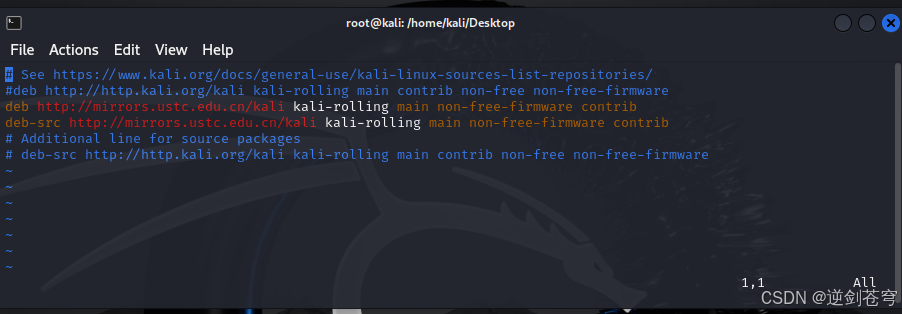 root@kali: /home/kali/Desktop
File Actions Edit View Help
# See https://www.kali.org/docs/general-use/kali-linux-sources-list-repositories/
#deb http://http.kali.org/kali kali-rolling main contrib non-free non-free-firmware
deb http://mirrors.ustc.edu.cn/kali kali-rolling main non-free-firmware contrib
deb-src http://mirrors.ustc.edu.cn/kali kali-rolling main non-free-firmware contrib
# Additional line for source packages
# deb-src http://http.kali.org/kali kali-rolling main contrib non-free non-free-firmware
~
~
~
~
~
~
~
1,1 All
CSDN @逆剑苍穹